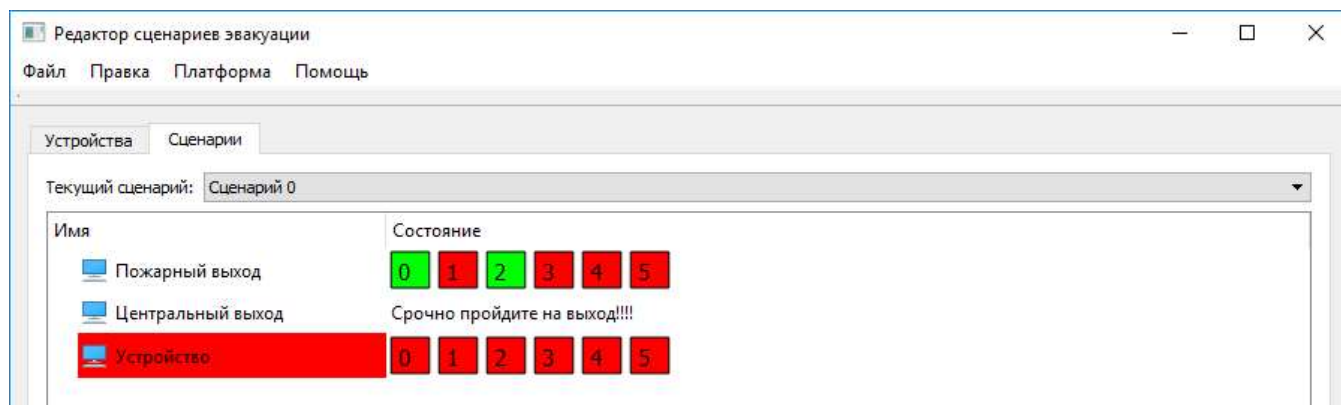 Редактор сценариев эвакуации
Файл Правка Платформа Помощь
Устройства Сценарии
Текущий сценарий: Сценарий 0
Имя Состояние
Пожарный выход 0 1 2 3 4 5
Центральный выход Срочно пройдите на выход!!!!
Устройство 0 1 2 3 4 5